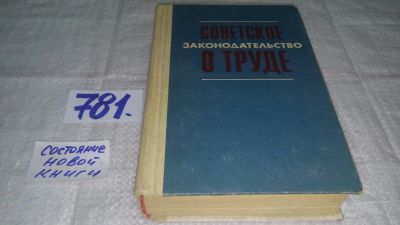 СОВЕТСКОЕ
ЗАКОНОДАТЕЛЬСТВО
О ТРУДЕ
781.
СОСТОЯНИЕ
НОВОЙ
КНИГИ